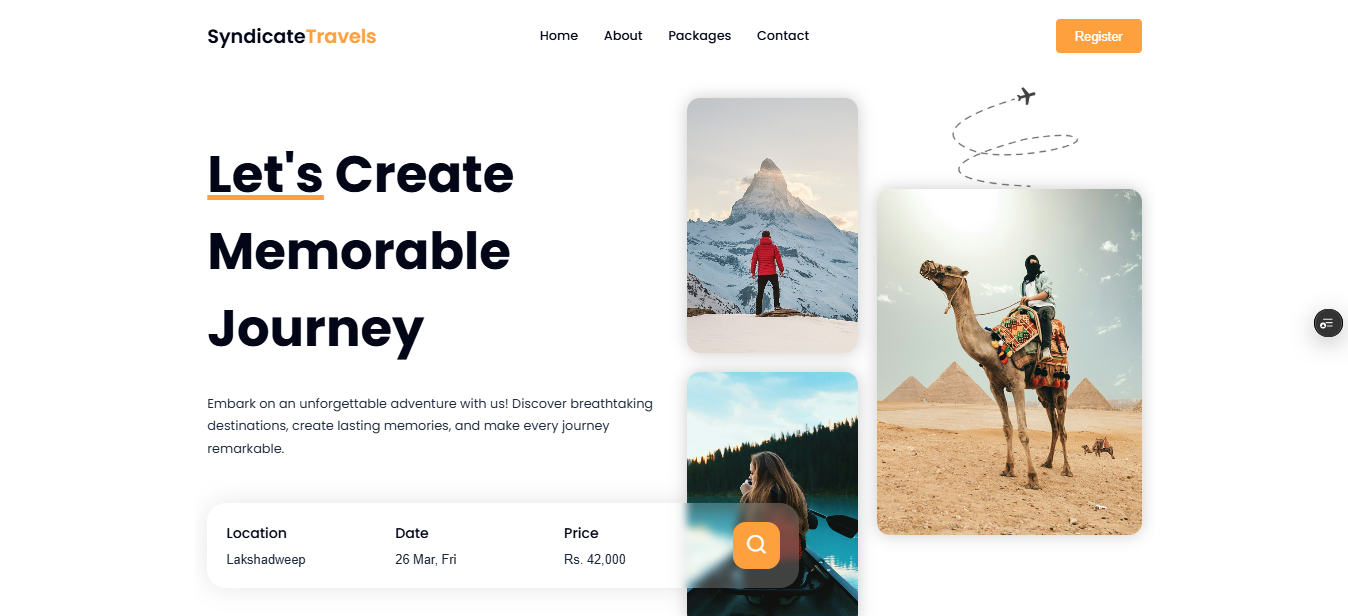 SyndicateTravels
Home About Packages Contact
Register
Let's Create
Memorable
Journey
Embark on an unforgettable adventure with us! Discover breathtaking
destinations, create lasting memories, and make every journey
remarkable.
Location Date Price
Lakshadweep 26 Mar, Fri Rs. 42,000